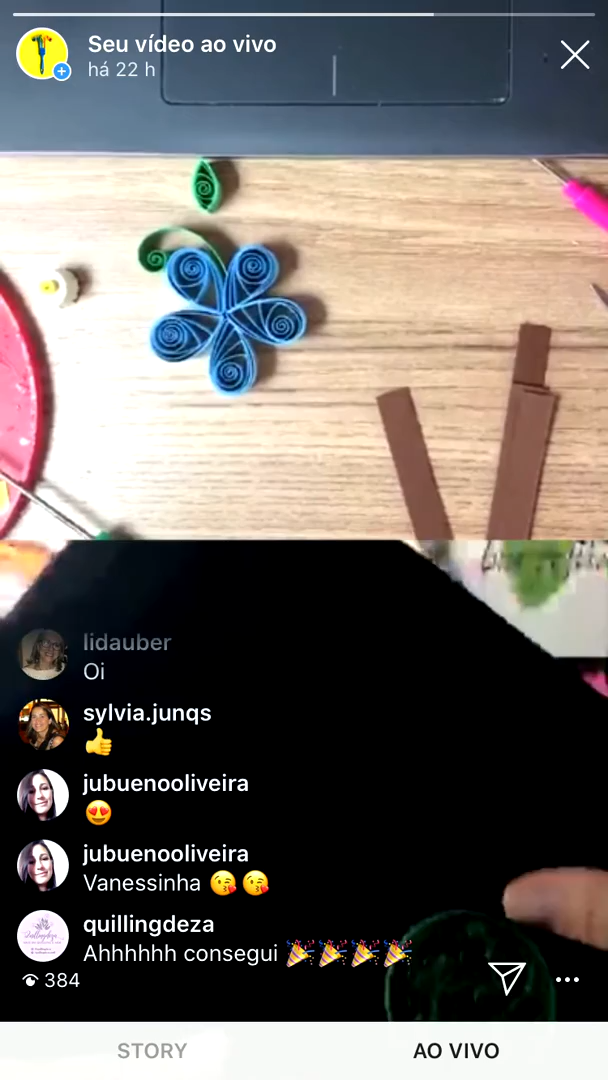 Seu vídeo ao vivo
há 22 h
lidauber
Oi
sylvia.junqs
👍
jubuenooliveira
😍
jubuenooliveira
Vanessinha 😘 😘
quillingdeza
Ahhhhhh consegui 🎉 🎉 🎉 🎉
384
STORY
AO VIVO